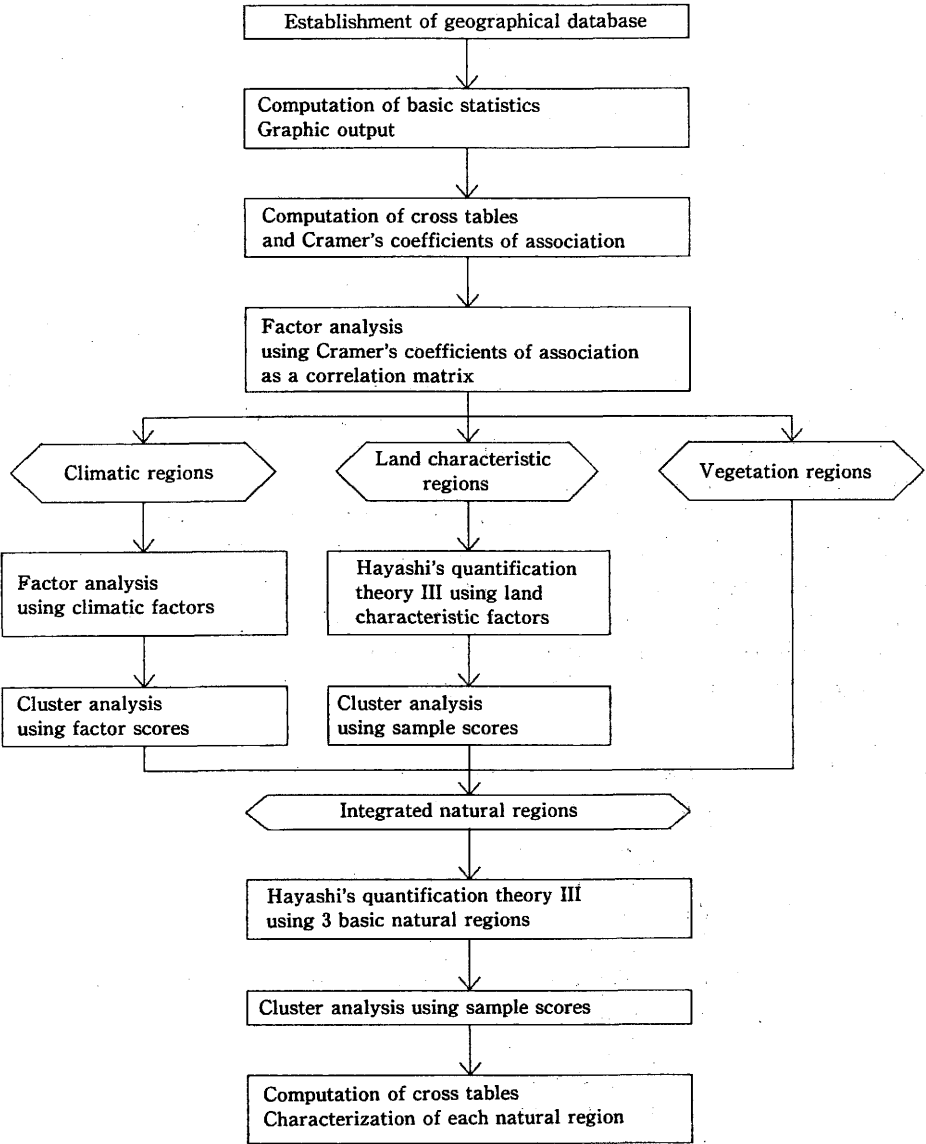 Establishment of geographical database
Computation of basic statistics
Graphic output
Computation of cross tables
and Cramer's coefficients of association
Factor analysis
using Cramer's coefficients of association
as a correlation matrix
Climatic regions
Land characteristic
regions
Vegetation regions
Factor analysis
using climatic factors
Hayashi's quantification
theory III using land
characteristic factors
Cluster analysis
using factor scores
Cluster analysis
using sample scores
Integrated natural regions
Hayashi's quantification theory III
using 3 basic natural regions
Cluster analysis using sample scores
Computation of cross tables
Characterization of each natural region